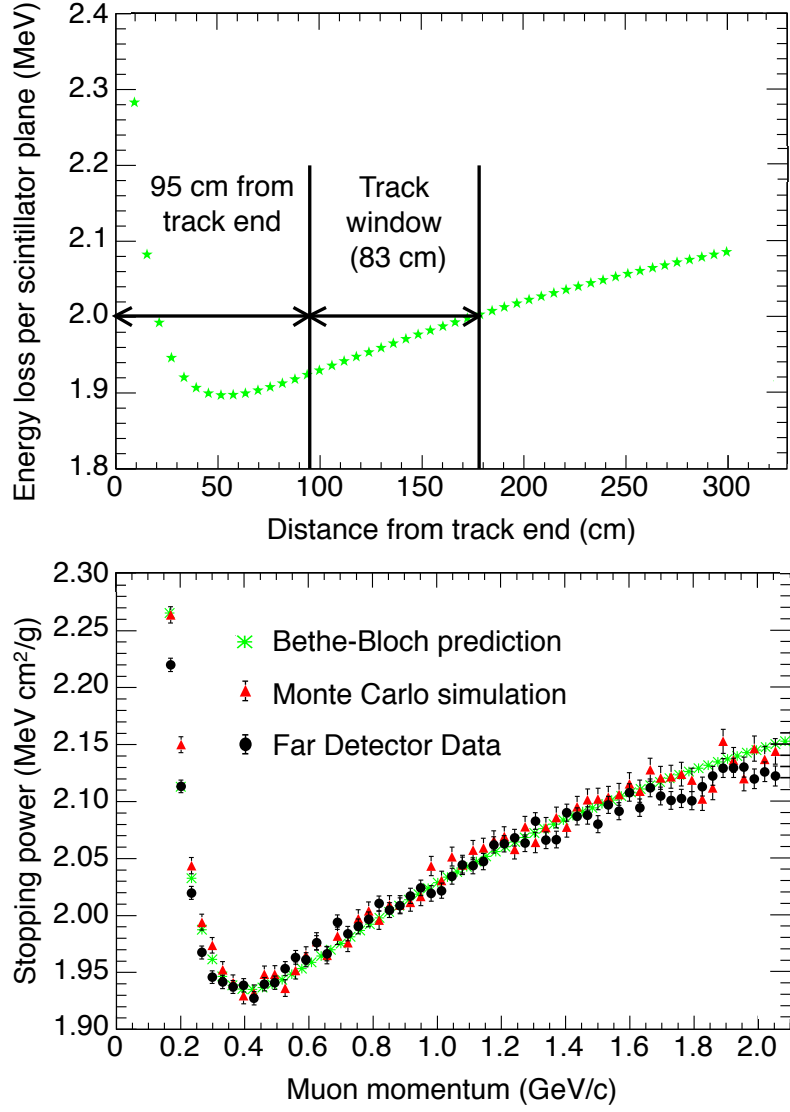 2.4
2.3
2.2
2.1
2.0
1.9
1.8
Energy loss per scintillator plane (MeV)
95 cm from
track end
Track
window
(83 cm)
0 50 100 150 200 250 300
Distance from track end (cm)
2.30
2.25
2.20
2.15
2.10
2.05
2.00
1.95
1.90
Stopping power (MeV cm²/g)
Bethe-Bloch prediction
Monte Carlo simulation
Far Detector Data
0 0.2 0.4 0.6 0.8 1.0 1.2 1.4 1.6 1.8 2.0
Muon momentum (GeV/c)